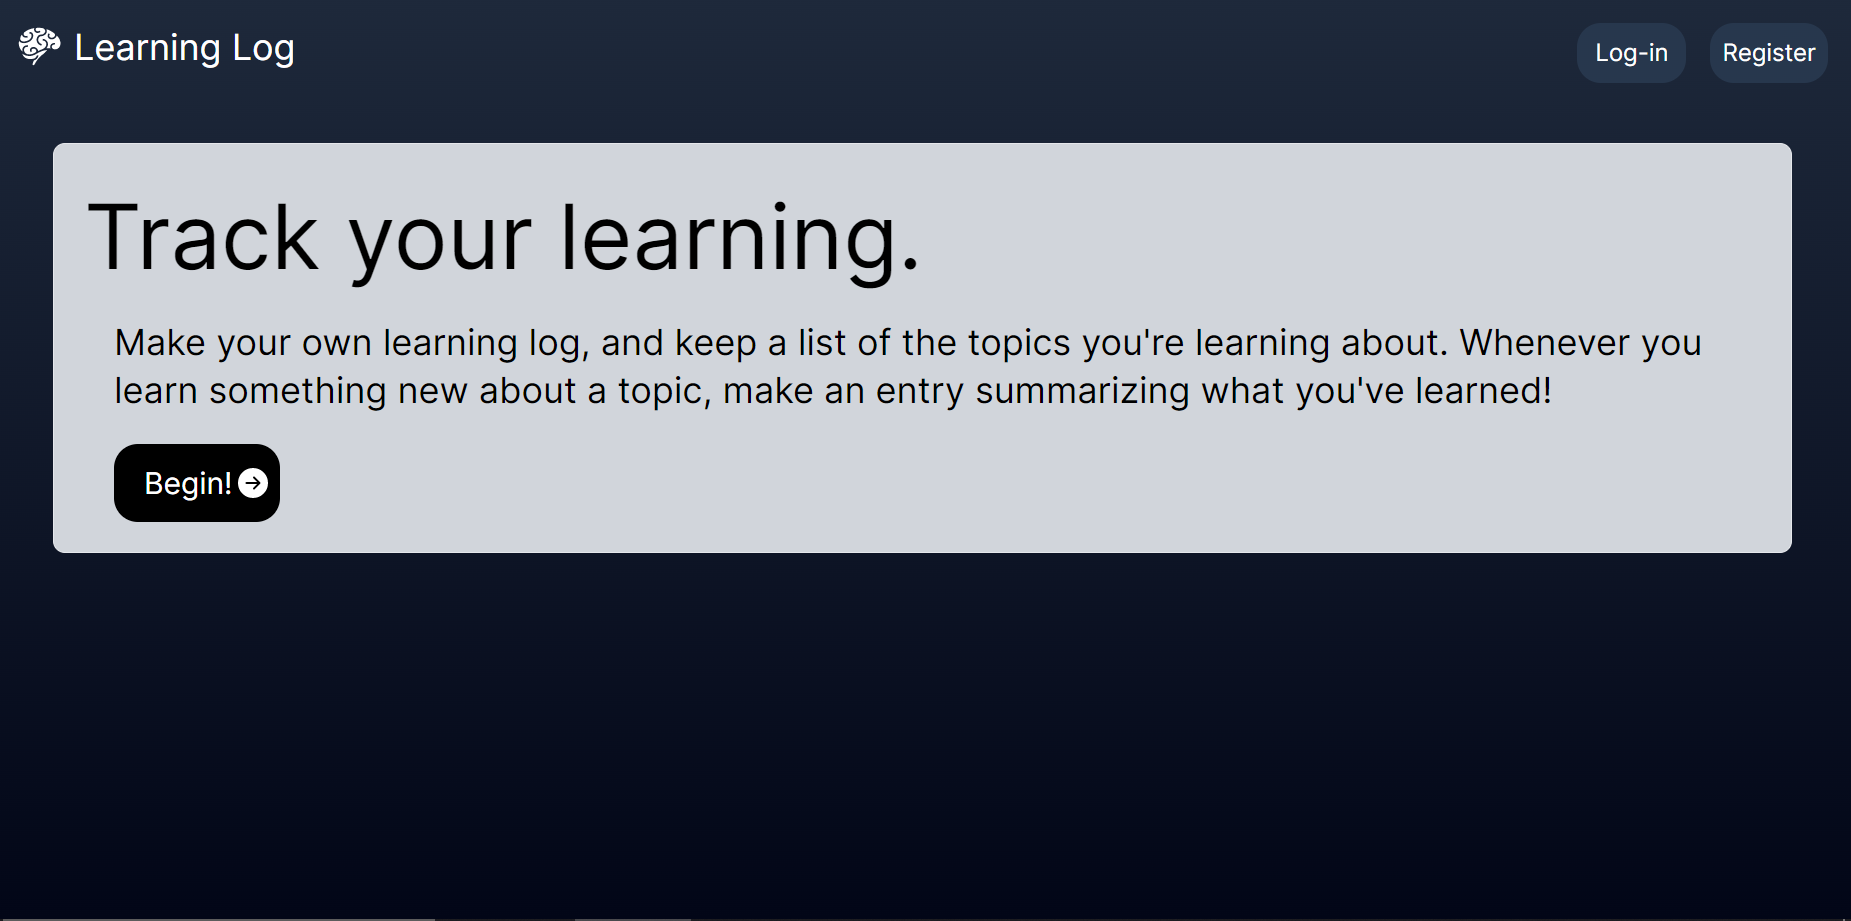 Learning Log
Log-in
Register
Track your learning.
Make your own learning log, and keep a list of the topics you're learning about. Whenever you
learn something new about a topic, make an entry summarizing what you've learned!
Begin!